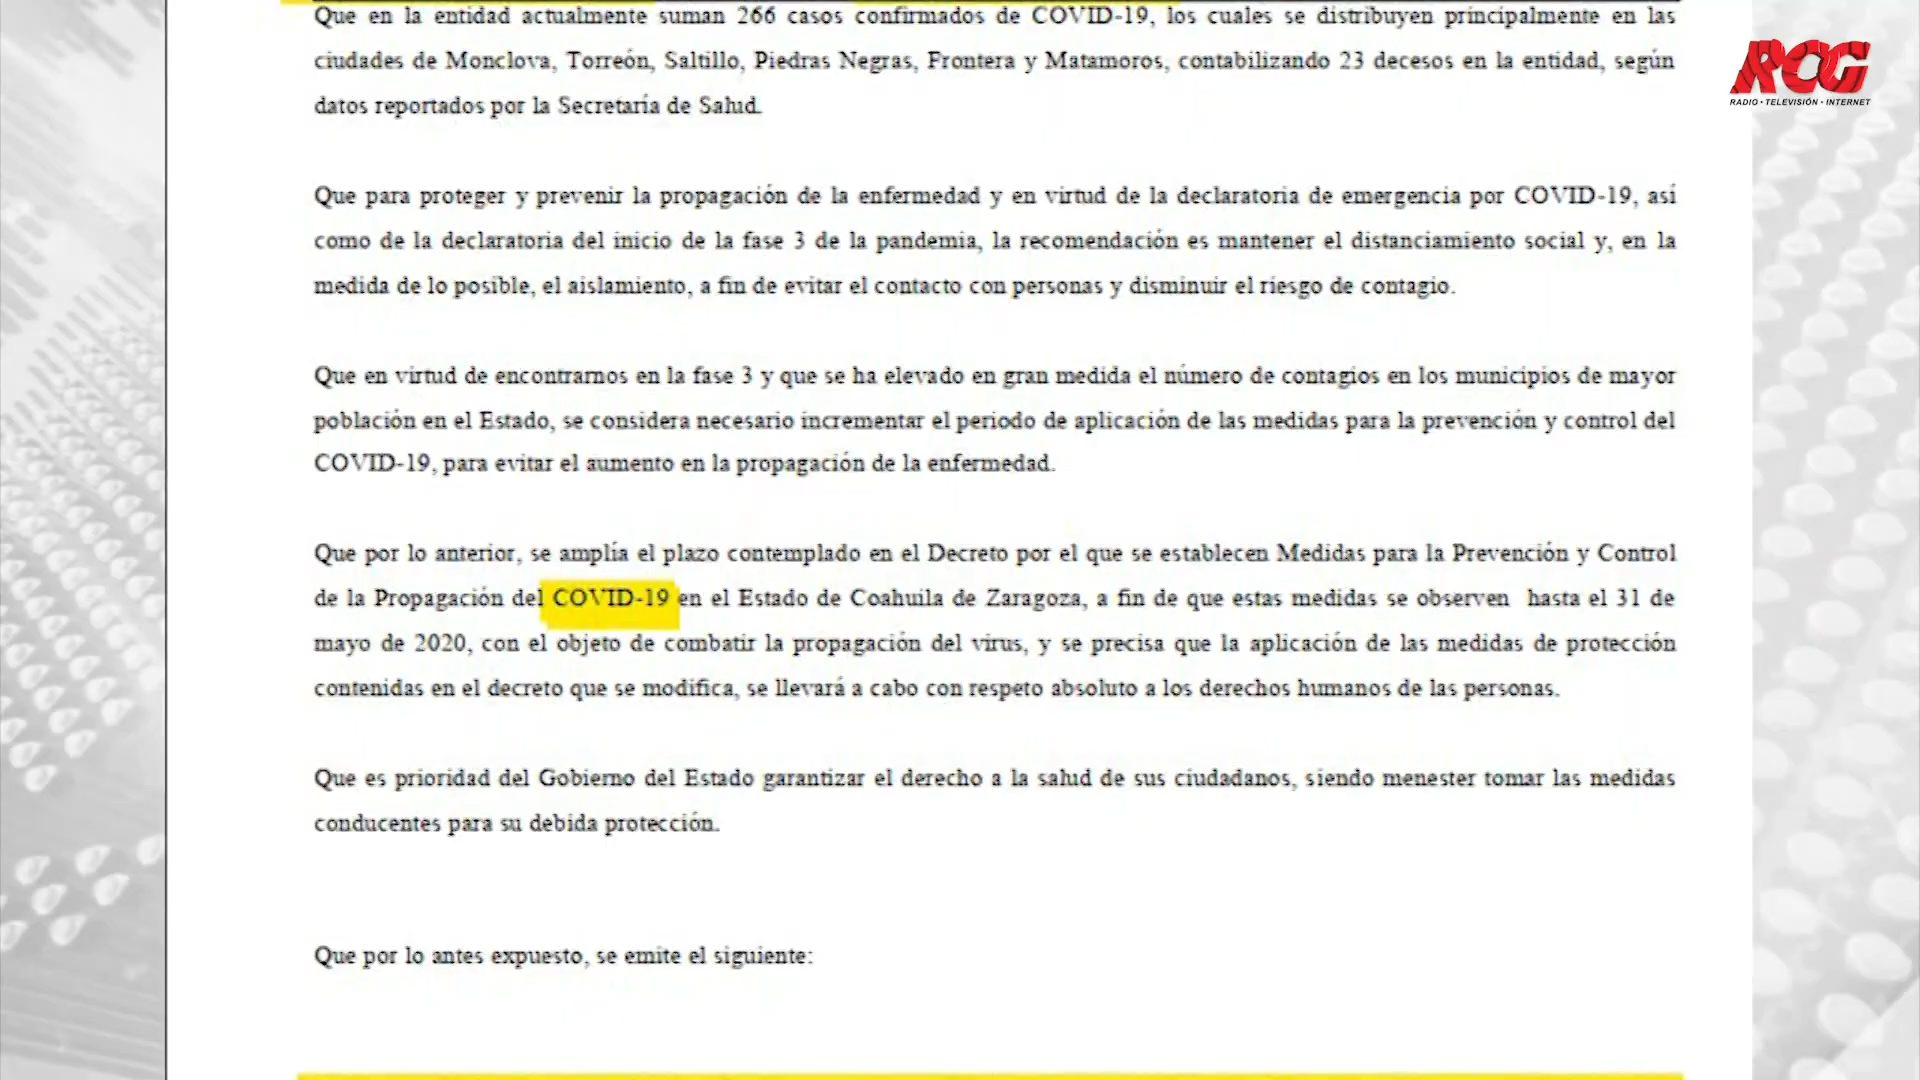 Que en la entidad actualmente suman 266 casos confirmados de COVID-19, los cuales se distribuyen principalmente en las
ciudades de Monclova, Torreón, Saltillo, Piedras Negras, Frontera y Matamoros, contabilizando 23 decesos en la entidad, según
datos reportados por la Secretaría de Salud.
Que para proteger y prevenir la propagación de la enfermedad y en virtud de la declaratoria de emergencia por COVID-19, así
como de la declaratoria del inicio de la fase 3 de la pandemia, la recomendación es mantener el distanciamiento social y, en la
medida de lo posible, el aislamiento, a fin de evitar el contacto con personas y disminuir el riesgo de contagio.
Que en virtud de encontrarnos en la fase 3 y que se ha elevado en gran medida el número de contagios en los municipios de mayor
población en el Estado, se considera necesario incrementar el periodo de aplicación de las medidas para la prevención y control del
COVID-19, para evitar el aumento en la propagación de la enfermedad.
Que por lo anterior, se amplía el plazo contemplado en el Decreto por el que se establecen Medidas para la Prevención y Control
de la Propagación del COVID-19 en el Estado de Coahuila de Zaragoza, a fin de que estas medidas se observen hasta el 31 de
mayo de 2020, con el objeto de combatir la propagación del virus, y se precisa que la aplicación de las medidas de protección
contenidas en el decreto que se modifica, se llevará a cabo con respeto absoluto a los derechos humanos de las personas.
Que es prioridad del Gobierno del Estado garantizar el derecho a la salud de sus ciudadanos, siendo menester tomar las medidas
conducentes para su debida protección.
Que por lo antes expuesto, se emite el siguiente:
RCG
RADIO • TELEVISIÓN • INTERNET